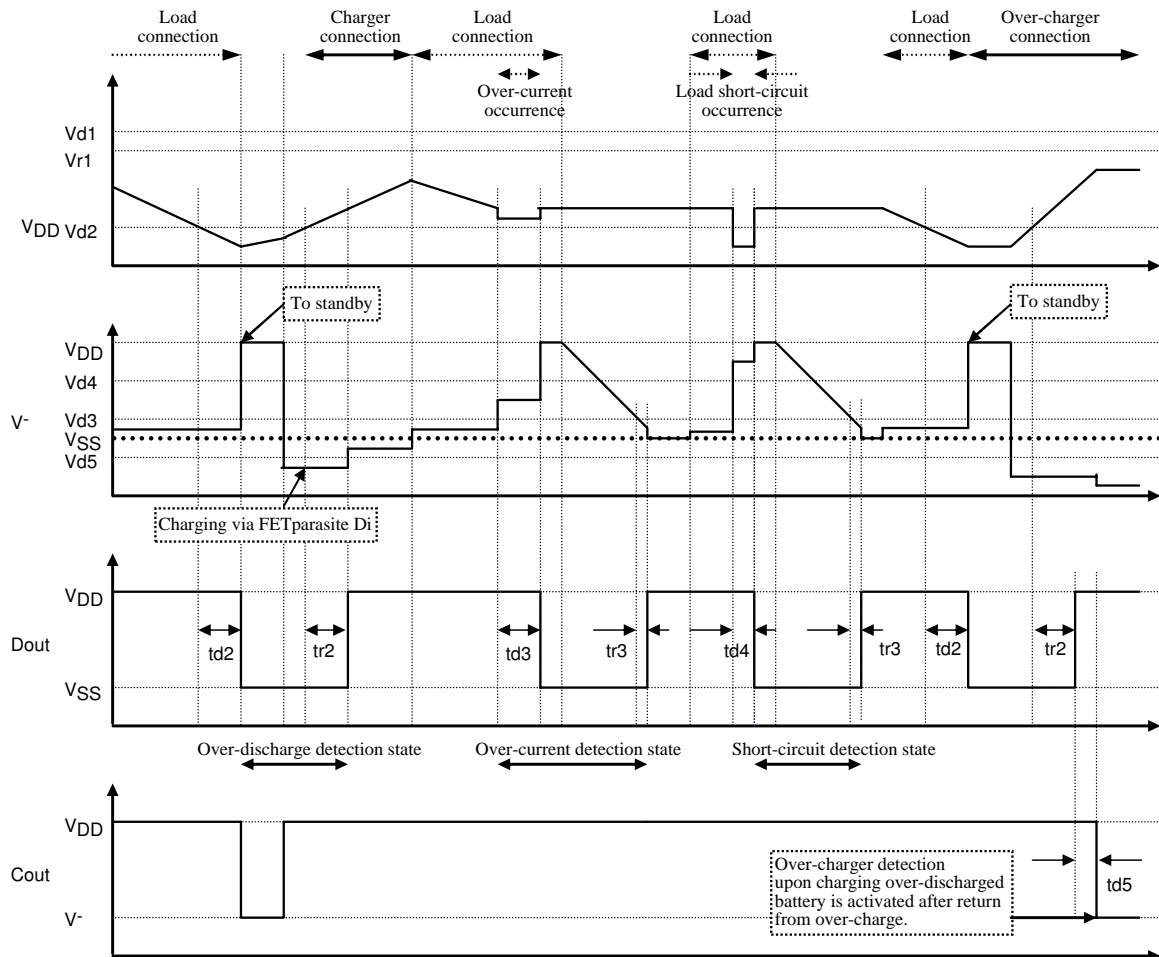 Load
connection
Charger
connection
Load
connection
Load
connection
Load
connection
Over-charger
connection
Over-current
occurrence
Load short-circuit
occurrence
Vd1
Vr1
VDD Vd2
To standby
To standby
VDD
Vd4
V-
Vd3
VSS
Vd5
Charging via FETparasite Di
VDD
Dout
td2
tr2
td3
tr3
td4
tr3
td2
tr2
VSS
Over-discharge detection state
Over-current detection state
Short-circuit detection state
VDD
Cout
Over-charger detection
upon charging over-discharged
battery is activated after return
from over-charge.
td5
V-